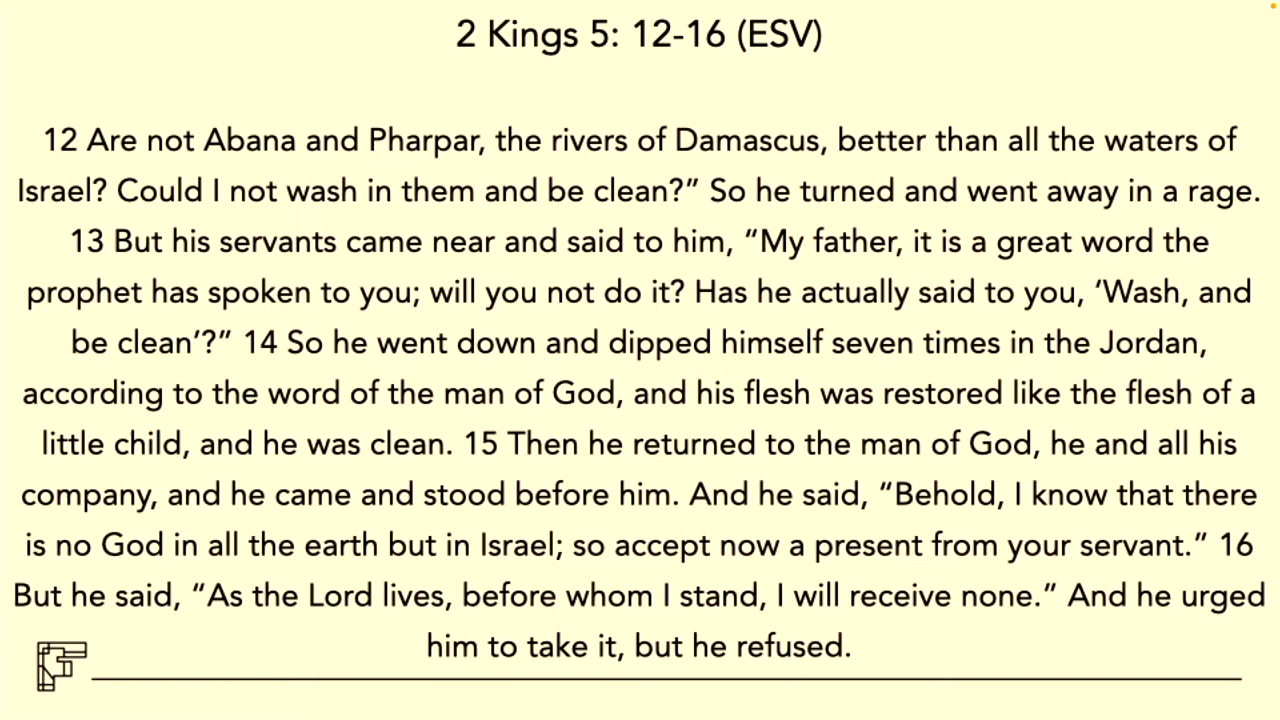 2 Kings 5: 12-16 (ESV)
12 Are not Abana and Pharpar, the rivers of Damascus, better than all the waters of
Israel? Could I not wash in them and be clean?” So he turned and went away in a rage.
13 But his servants came near and said to him, “My father, it is a great word the
prophet has spoken to you; will you not do it? Has he actually said to you, ‘Wash, and
be clean’?” 14 So he went down and dipped himself seven times in the Jordan,
according to the word of the man of God, and his flesh was restored like the flesh of a
little child, and he was clean. 15 Then he returned to the man of God, he and all his
company, and he came and stood before him. And he said, “Behold, I know that there
is no God in all the earth but in Israel; so accept now a present from your servant.” 16
But he said, “As the Lord lives, before whom I stand, I will receive none.” And he urged
him to take it, but he refused.